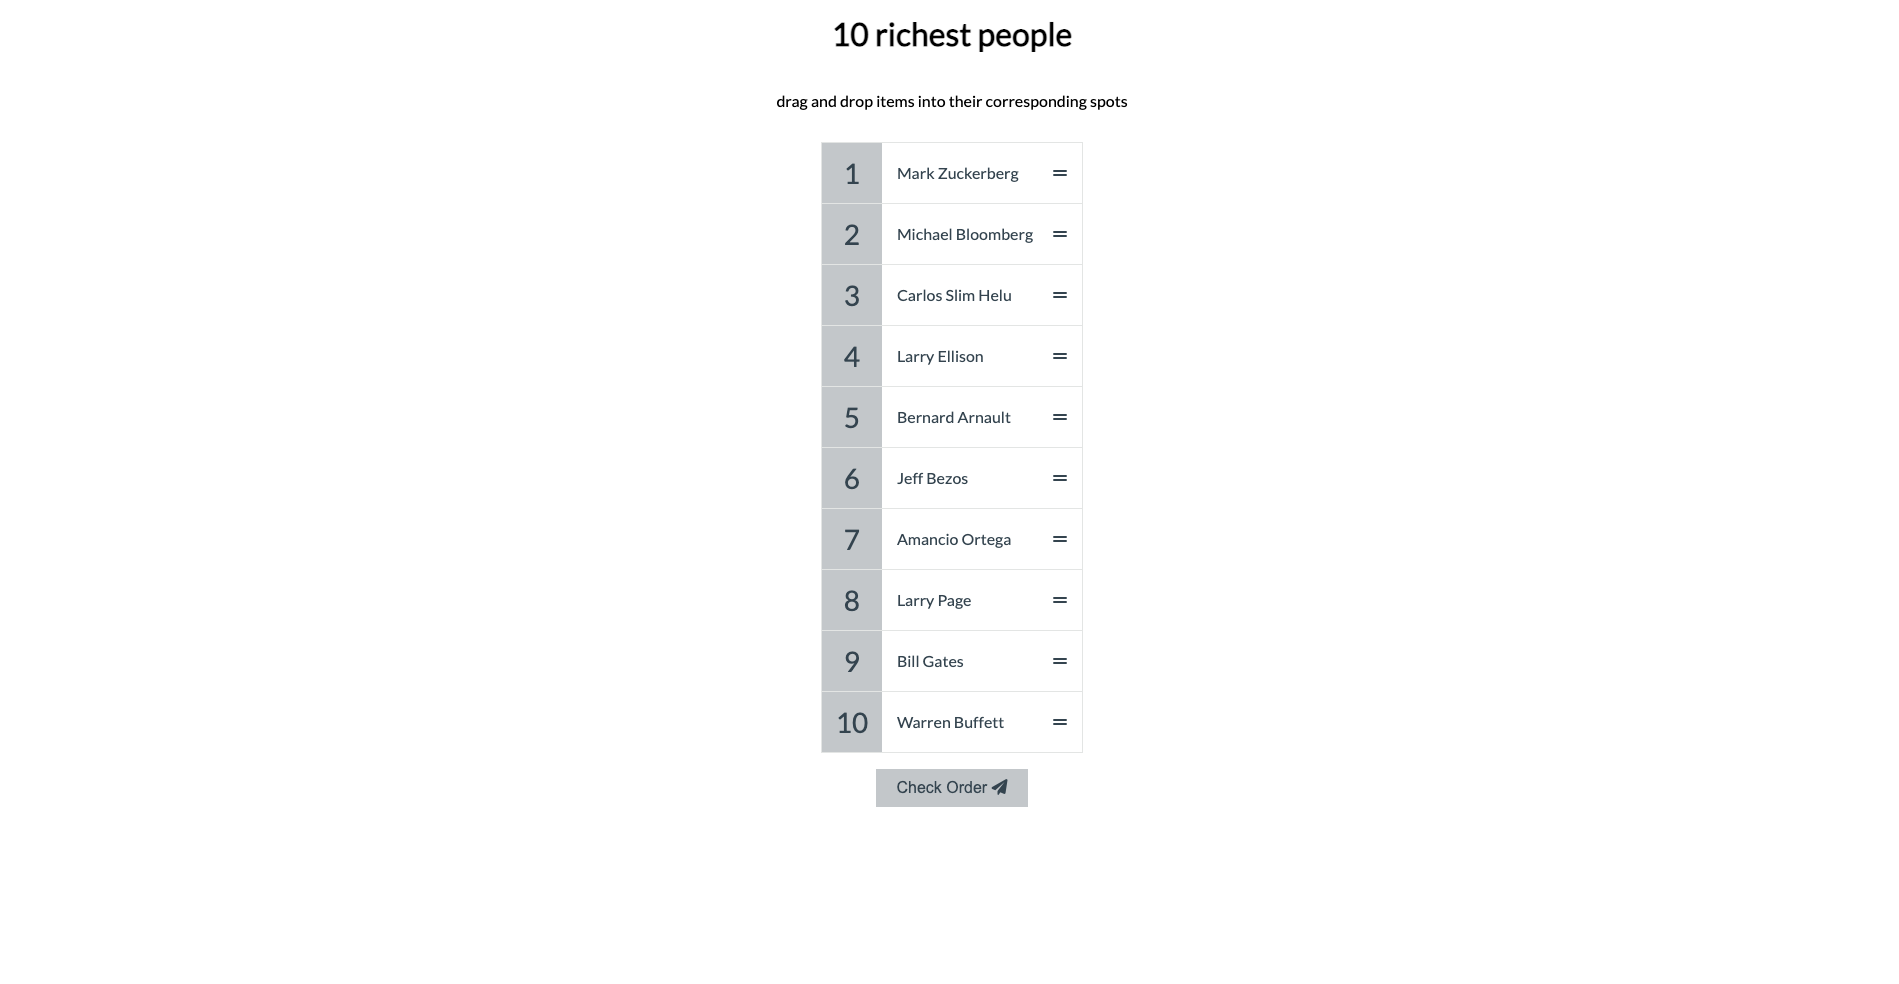 10 richest people
drag and drop items into their corresponding spots
1 Mark Zuckerberg
2 Michael Bloomberg
3 Carlos Slim Helu
4 Larry Ellison
5 Bernard Arnault
6 Jeff Bezos
7 Amancio Ortega
8 Larry Page
9 Bill Gates
10 Warren Buffett
Check Order